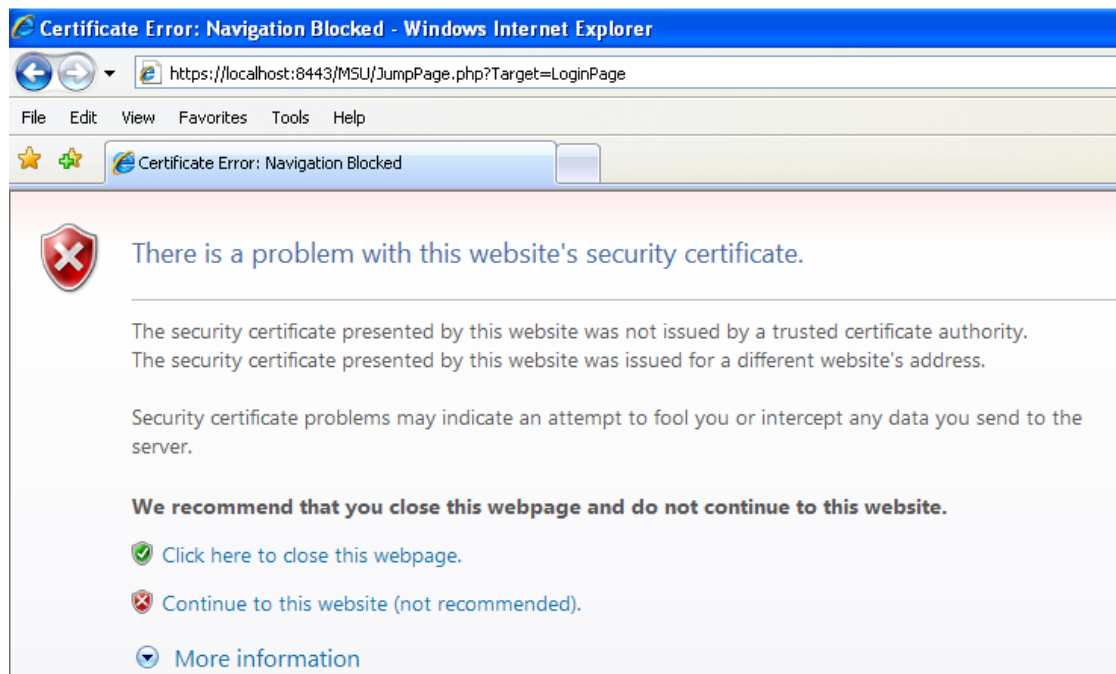 Certificate Error: Navigation Blocked - Windows Internet Explorer
https://localhost:8443/MSU/JumpPage.php?Target=LoginPage
File Edit View Favorites Tools Help
Certificate Error: Navigation Blocked
There is a problem with this website's security certificate.
The security certificate presented by this website was not issued by a trusted certificate authority.
The security certificate presented by this website was issued for a different website's address.
Security certificate problems may indicate an attempt to fool you or intercept any data you send to the
server.
We recommend that you close this webpage and do not continue to this website.
Click here to close this webpage.
Continue to this website (not recommended).
More information